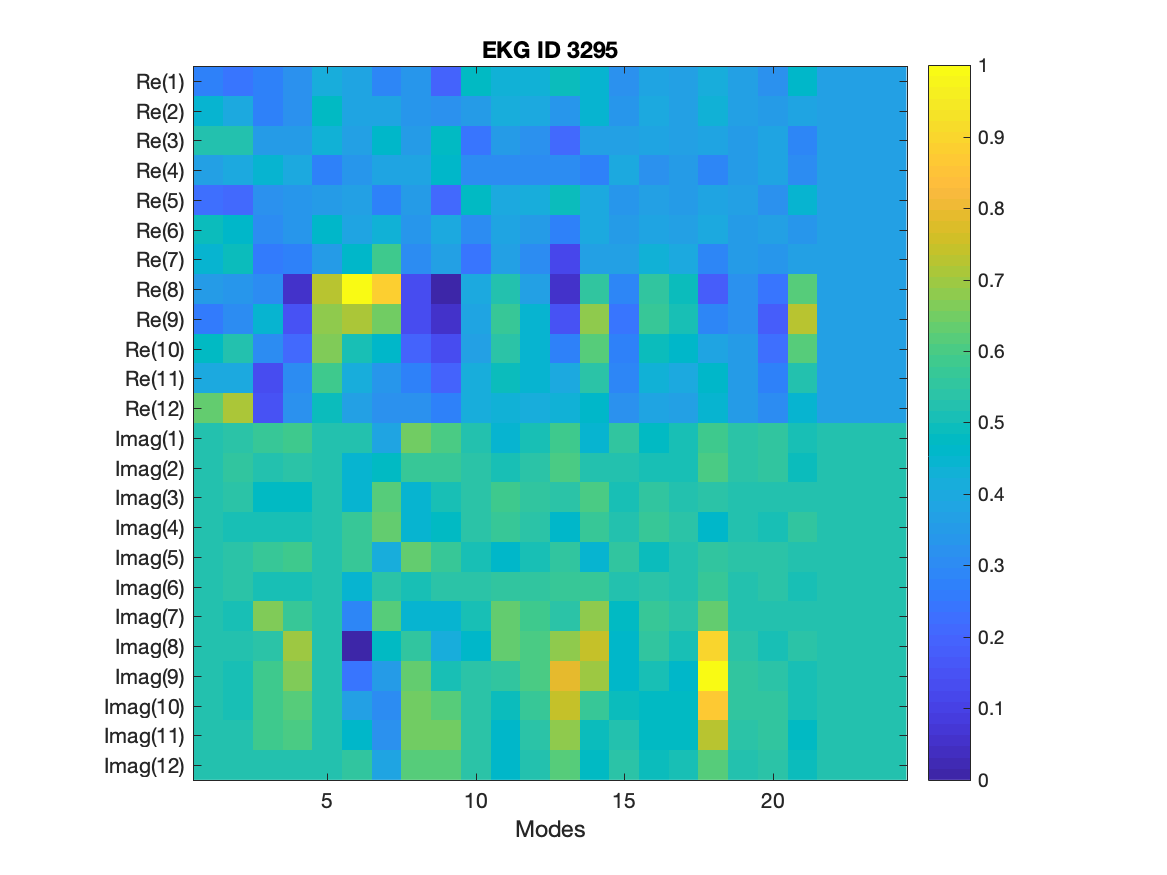 EKG ID 3295
Re(1)
Re(2)
Re(3)
Re(4)
Re(5)
Re(6)
Re(7)
Re(8)
Re(9)
Re(10)
Re(11)
Re(12)
Imag(1)
Imag(2)
Imag(3)
Imag(4)
Imag(5)
Imag(6)
Imag(7)
Imag(8)
Imag(9)
Imag(10)
Imag(11)
Imag(12)
5 10 15 20
Modes
1
0.9
0.8
0.7
0.6
0.5
0.4
0.3
0.2
0.1
0